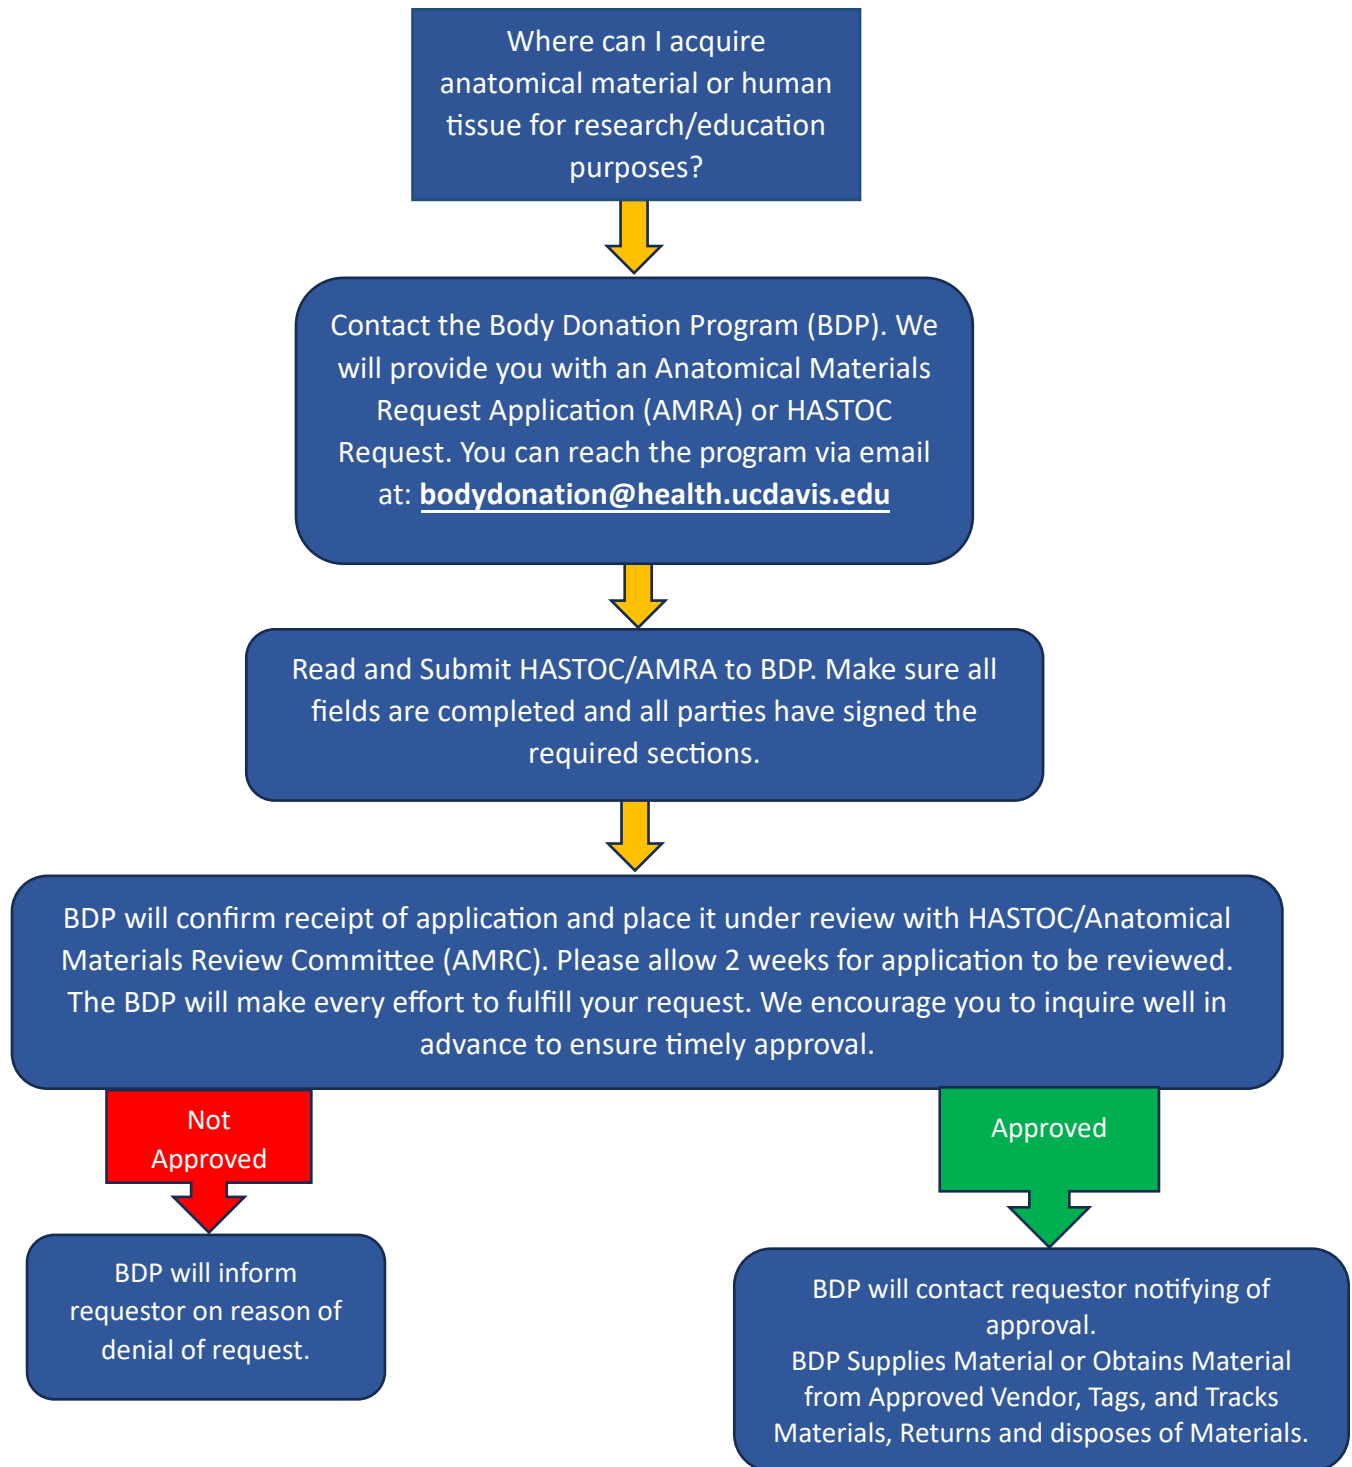 Where can I acquire
anatomical material or human
tissue for research/education
purposes?
Contact the Body Donation Program (BDP). We
will provide you with an Anatomical Materials
Request Application (AMRA) or HASTOC
Request. You can reach the program via email
at: bodydonation@health.ucdavis.edu
Read and Submit HASTOC/AMRA to BDP. Make sure all
fields are completed and all parties have signed the
required sections.
BDP will confirm receipt of application and place it under review with HASTOC/Anatomical
Materials Review Committee (AMRC). Please allow 2 weeks for application to be reviewed.
The BDP will make every effort to fulfill your request. We encourage you to inquire well in
advance to ensure timely approval.
Not
Approved
BDP will inform
requestor on reason of
denial of request.
Approved
BDP will contact requestor notifying of
approval.
BDP Supplies Material or Obtains Material
from Approved Vendor, Tags, and Tracks
Materials, Returns and disposes of Materials.